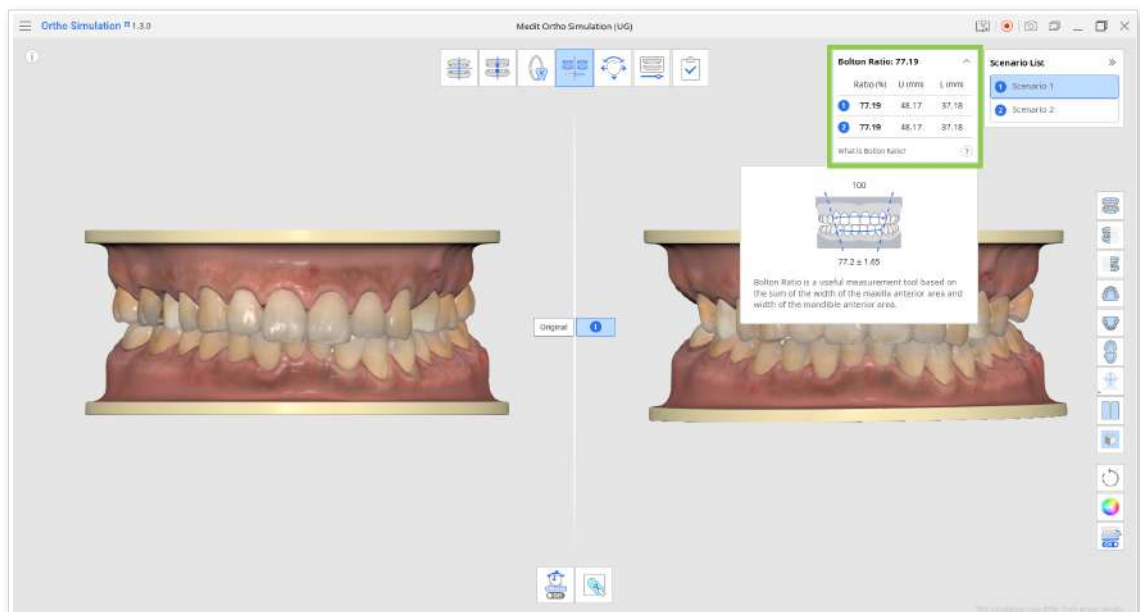 Ortho Simulation 1.3.0
Medit Ortho Simulation (UG)
Bolton Ratio: 77.19
Ratio (%) U (mm) L (mm)
1 77.19 48.17 37.18
2 77.19 48.17 37.18
What is Bolton Ratio? ?
Scenario List
1 Scenario 1
2 Scenario 2
100
77.2 ± 1.65
Bolton Ratio is a useful measurement tool based on
the sum of the width of the maxilla anterior area and
width of the mandible anterior area.
Original 1
OFF